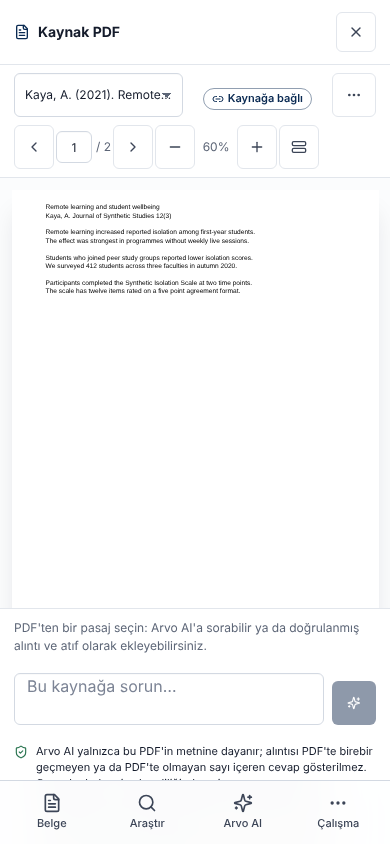 Kaynak PDF
Kaya, A. (2021). Remote...
Kaynağa bağlı
1 / 2
60%
Remote learning and student wellbeing
Kaya, A. Journal of Synthetic Studies 12(3)
Remote learning increased reported isolation among first-year students.
The effect was strongest in programmes without weekly live sessions.
Students who joined peer study groups reported lower isolation scores.
We surveyed 412 students across three faculties in autumn 2020.
Participants completed the Synthetic Isolation Scale at two time points.
The scale has twelve items rated on a five point agreement format.
PDF'ten bir pasaj seçin: Arvo AI'a sorabilir ya da doğrulanmış
alıntı ve atıf olarak ekleyebilirsiniz.
Bu kaynağa sorun...
Arvo AI yalnızca bu PDF'in metnine dayanır; alıntısı PDF'te birebir
geçmeyen ya da PDF'te olmayan sayı içeren cevap gösterilmez.
Belge
Araştır
Arvo AI
Çalışma